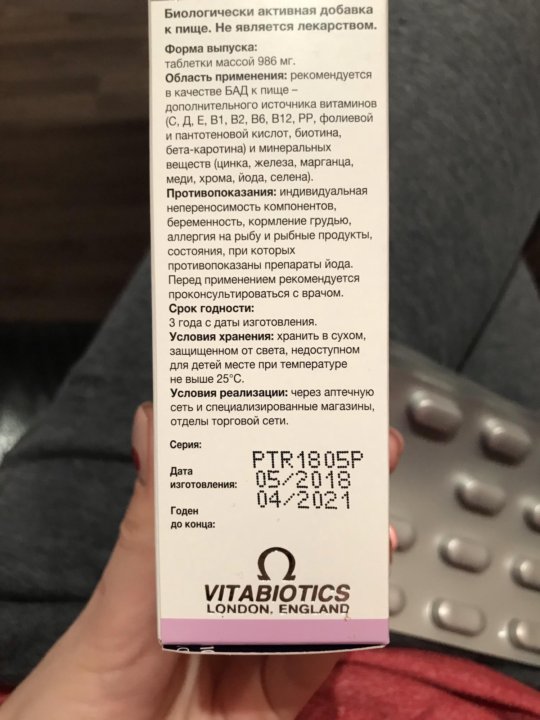 Биологически активная добавка
к пище. Не является лекарством.
Форма выпуска:
таблетки массой 986 мг.
Область применения: рекомендуется
в качестве БАД к пище –
дополнительного источника витаминов
(С, Д, Е, В1, В2, В6, В12, РР, фолиевой
и пантотеновой кислот, биотина,
бета-каротина) и минеральных
веществ (цинка, железа, марганца,
меди, хрома, йода, селена).
Противопоказания: индивидуальная
непереносимость компонентов,
беременность, кормление грудью,
аллергия на рыбу и рыбные продукты,
состояния, при которых
противопоказаны препараты йода.
Перед применением рекомендуется
проконсультироваться с врачом.
Срок годности:
3 года с даты изготовления.
Условия хранения: хранить в сухом,
защищенном от света, недоступном
для детей месте при температуре
не выше 25°С.
Условия реализации: через аптечную
сеть и специализированные магазины,
отделы торговой сети.
Серия:
PTR1805P
Дата
изготовления:
05/2018
04/2021
Годен
до конца:
VITABIOTICS
LONDON, ENGLAND